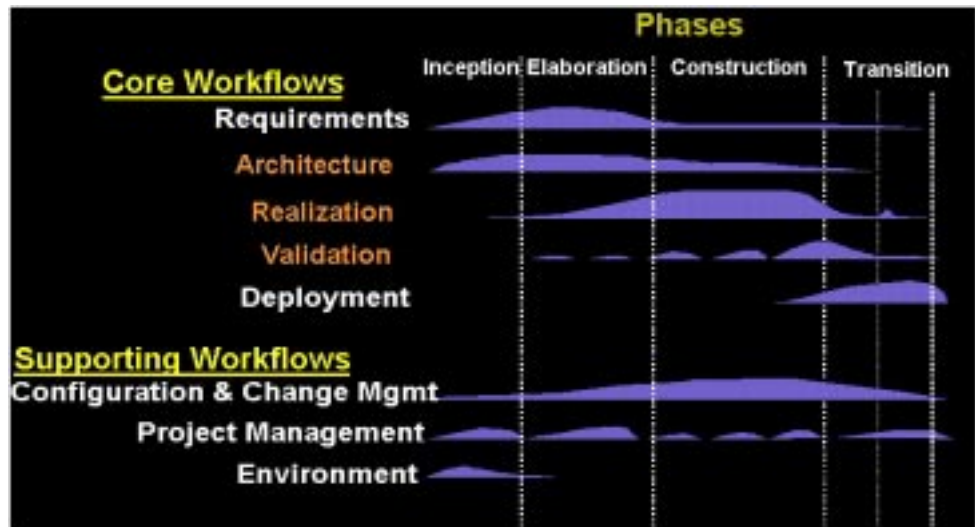 Phases
Inception Elaboration Construction Transition
Core Workflows
Requirements
Architecture
Realization
Validation
Deployment
Supporting Workflows
Configuration & Change Mgmt
Project Management
Environment